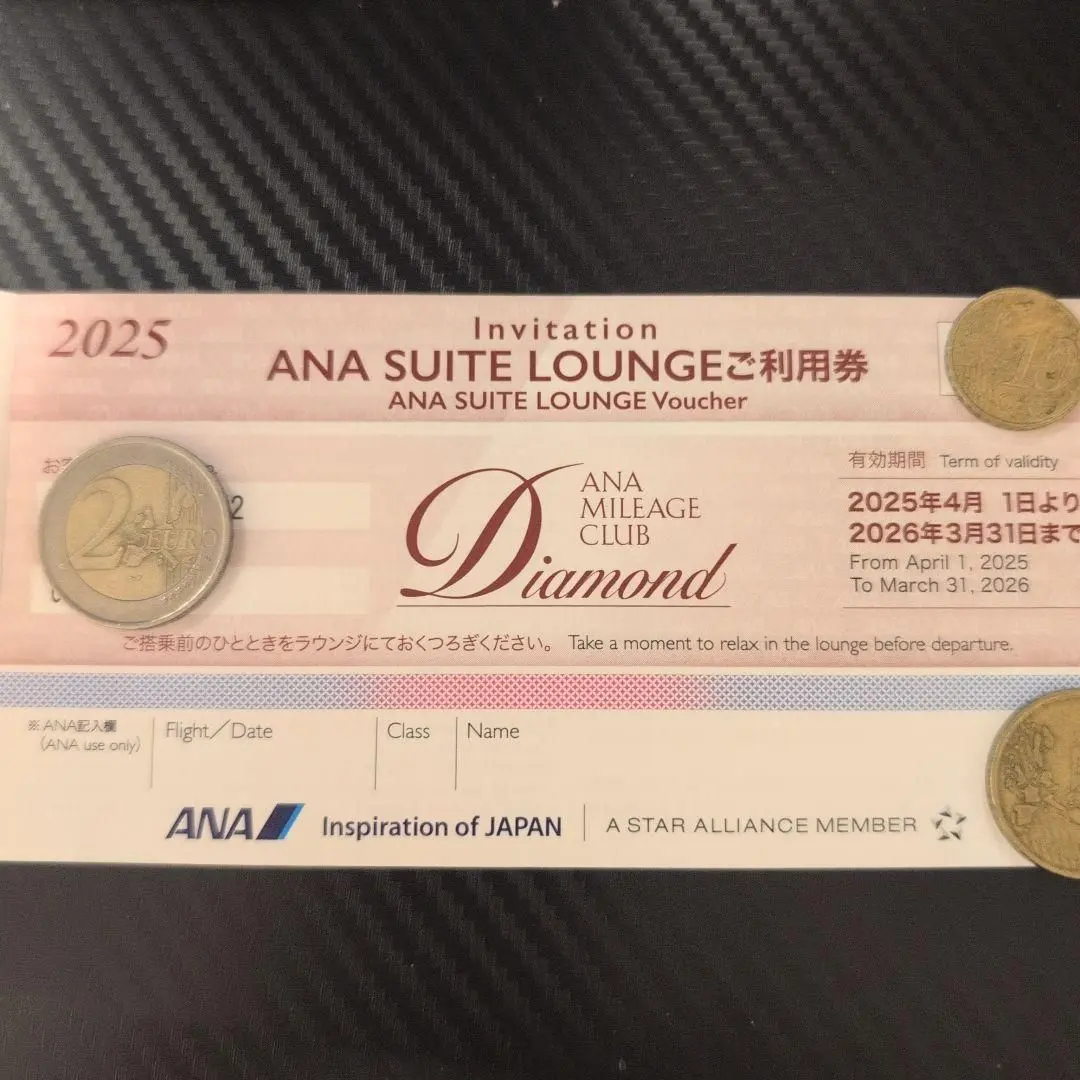 2025
Invitation
ANA SUITE LOUNGEご利用券
ANA SUITE LOUNGE Voucher
有効期間 Term of validity
2025年4月 1日より
2026年3月31日まで
From April 1, 2025
To March 31, 2026
ANA
MILEAGE
CLUB
Diamond
2 EURO
2
ご搭乗前のひとときをラウンジにておくつろぎください。 Take a moment to relax in the lounge before departure.
※ANA記入欄
(ANA use only)
Flight／Date
Class
Name
ANA
Inspiration of JAPAN
A STAR ALLIANCE MEMBER